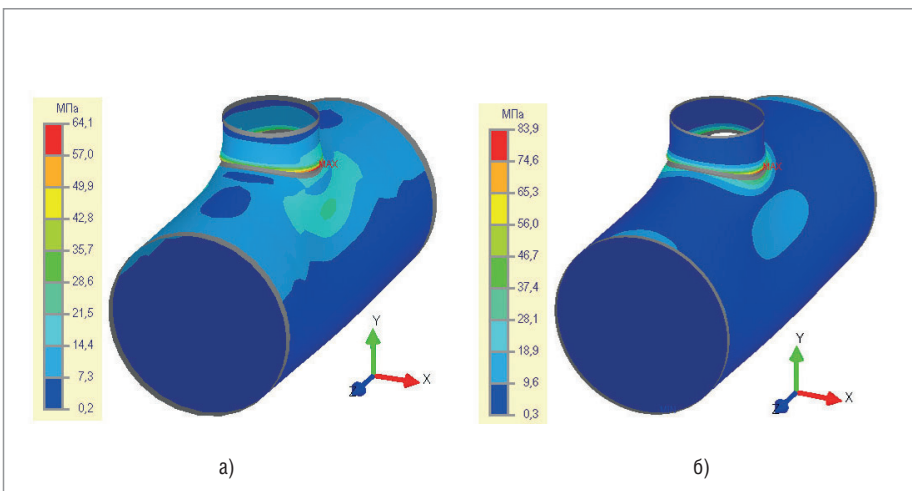 МПа
64,1
57,0
49,9
42,8
35,7
28,6
21,5
14,4
7,3
0,2
MAX
Y
X
Z
а)
МПа
83,9
74,6
65,3
56,0
46,7
37,4
28,1
18,9
9,6
0,3
MAX
Y
X
Z
б)